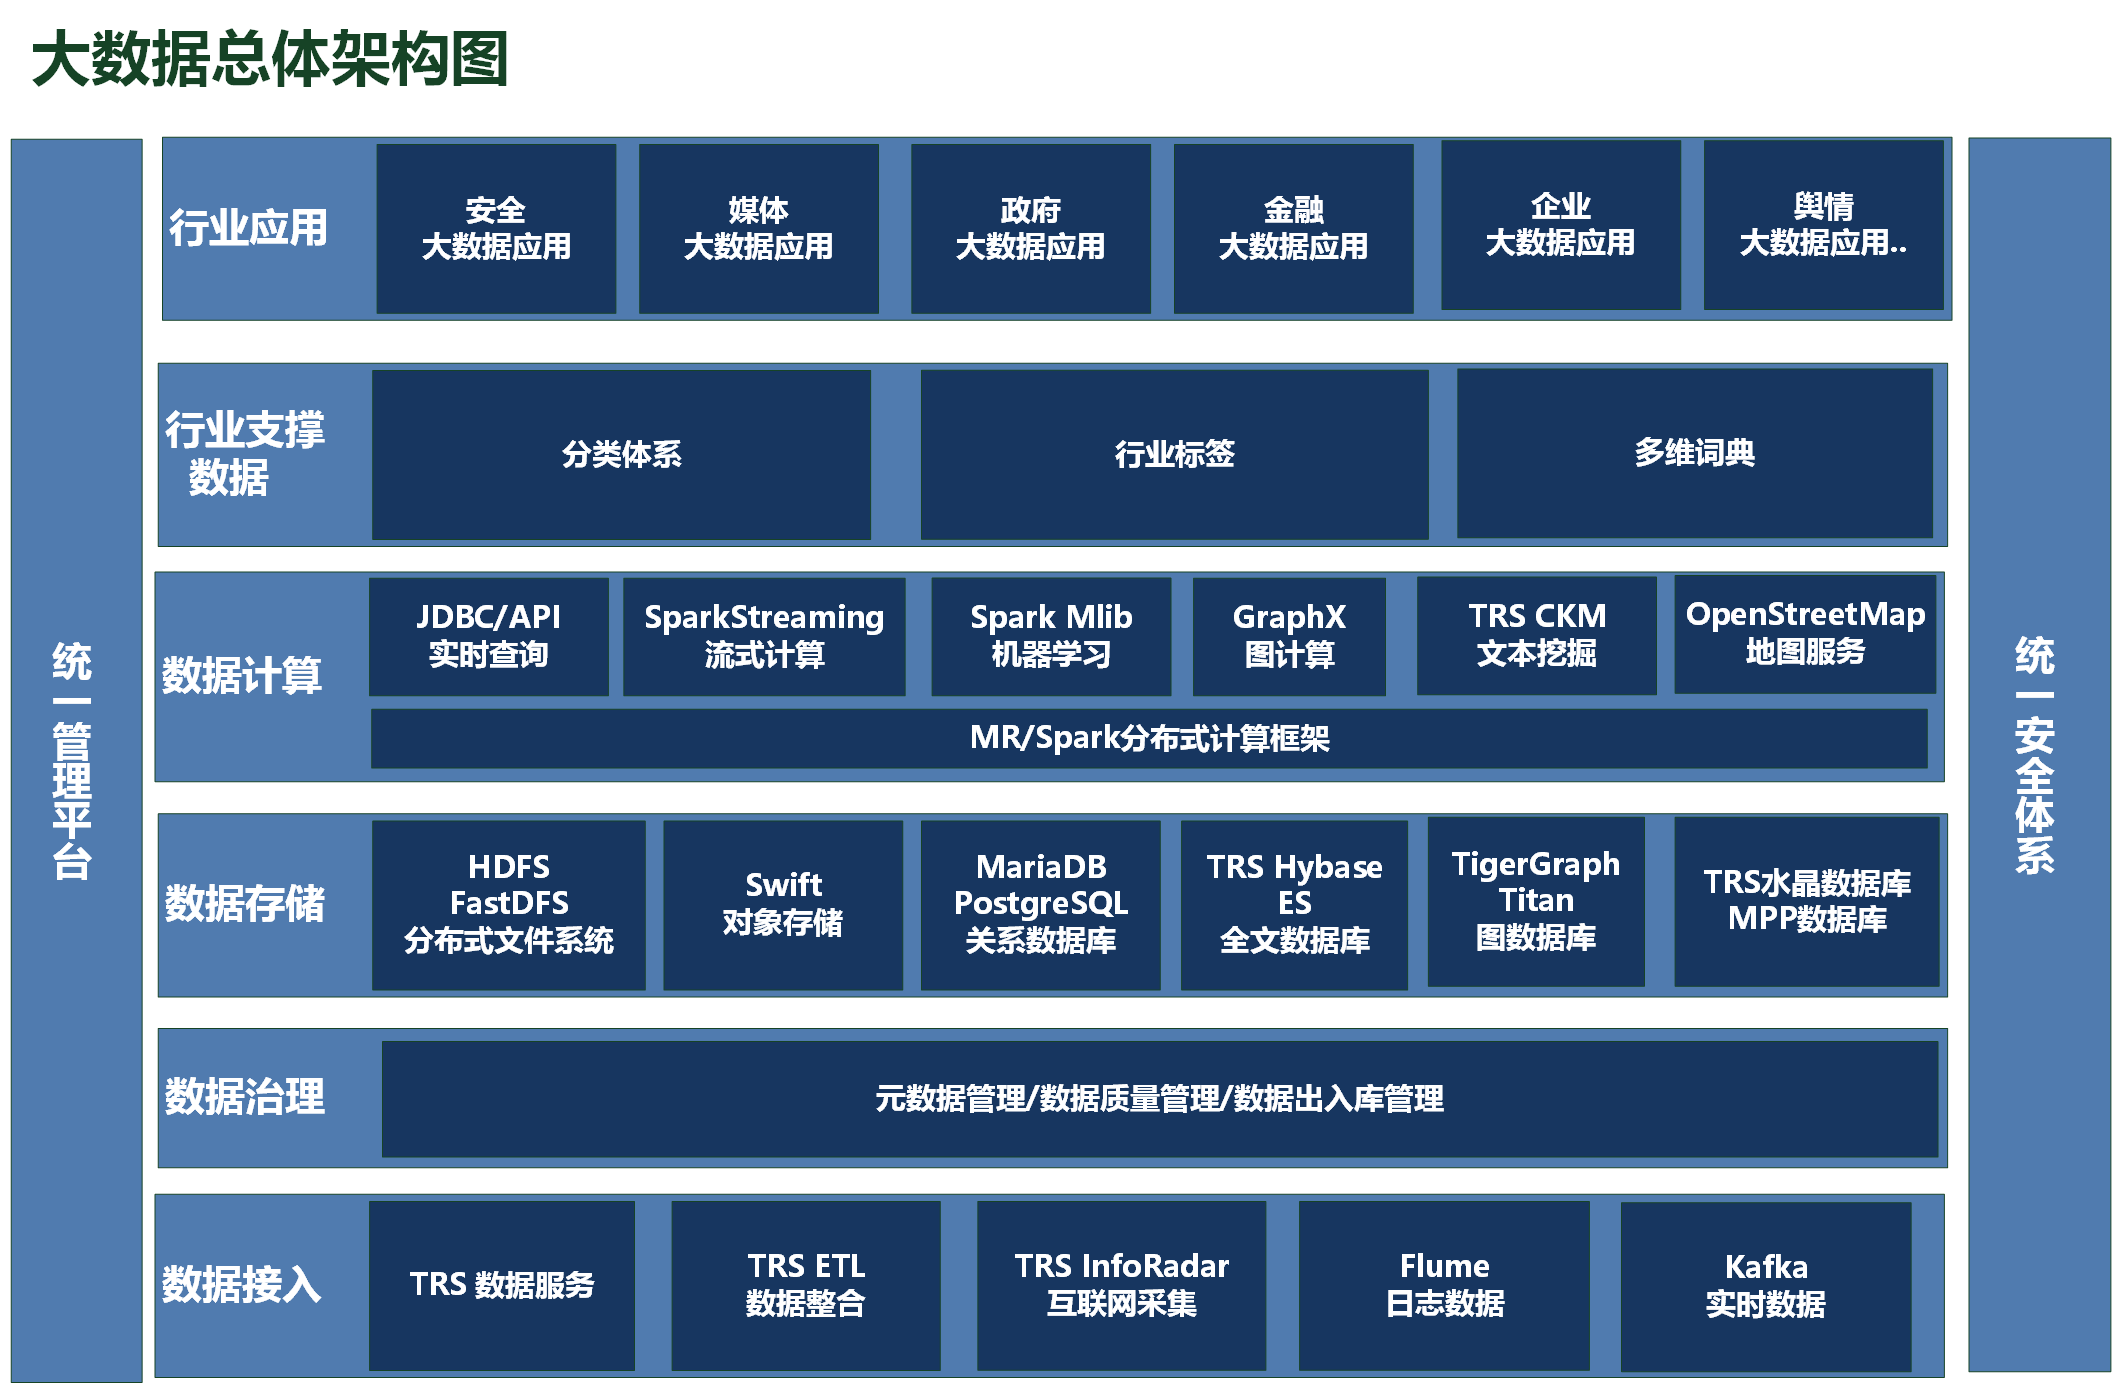 大数据总体架构图
统一管理平台
行业应用
安全
大数据应用
媒体
大数据应用
政府
大数据应用
金融
大数据应用
企业
大数据应用
舆情
大数据应用..
行业支撑
数据
分类体系
行业标签
多维词典
数据计算
JDBC/API
实时查询
SparkStreaming
流式计算
Spark Mlib
机器学习
GraphX
图计算
TRS CKM
文本挖掘
OpenStreetMap
地图服务
MR/Spark分布式计算框架
数据存储
HDFS
FastDFS
分布式文件系统
Swift
对象存储
MariaDB
PostgreSQL
关系数据库
TRS Hybase
ES
全文数据库
TigerGraph
Titan
图数据库
TRS水晶数据库
MPP数据库
数据治理
元数据管理/数据质量管理/数据出入库管理
数据接入
TRS 数据服务
TRS ETL
数据整合
TRS InfoRadar
互联网采集
Flume
日志数据
Kafka
实时数据
统一安全体系